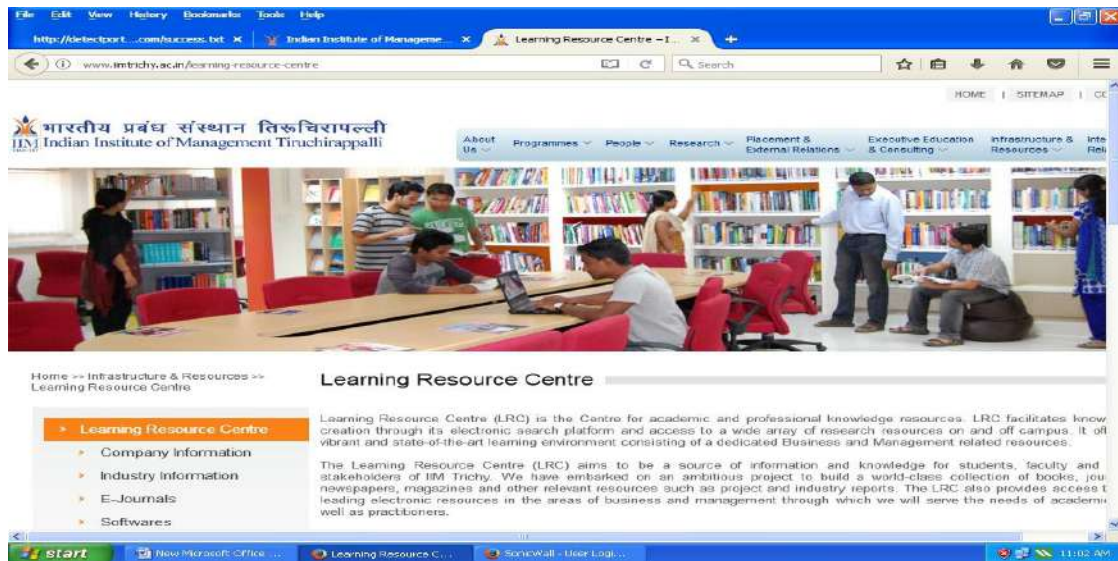 File Edit View History Bookmarks Tools Help
http://detectport...com/success.txt × Indian Institute of Manageme... × Learning Resource Centre – I... × +
www.iimtrichy.ac.in/learning-resource-centre Search
HOME | SITEMAP | CO
भारतीय प्रबंध संस्थान तिरूचिरापल्ली
IIM Indian Institute of Management Tiruchirappalli
About Us Programmes People Research Placement & External Relations Executive Education & Consulting Infrastructure & Resources Inte Rela
Home >> Infrastructure & Resources >>
Learning Resource Centre
Learning Resource Centre
Learning Resource Centre
Company Information
Industry Information
E-Journals
Softwares
Learning Resource Centre (LRC) is the Centre for academic and professional knowledge resources. LRC facilitates know
creation through its electronic search platform and access to a wide array of research resources on and off campus. It off
vibrant and state-of-the-art learning environment consisting of a dedicated Business and Management related resources.
The Learning Resource Centre (LRC) aims to be a source of information and knowledge for students, faculty and
stakeholders of IIM Trichy. We have embarked on an ambitious project to build a world-class collection of books, jou
newspapers, magazines and other relevant resources such as project and industry reports. The LRC also provides access t
leading electronic resources in the areas of business and management through which we will serve the needs of academic
well as practitioners.
start New Microsoft Office ... Learning Resource C... SonicWall - User Logi... 11:02 AM